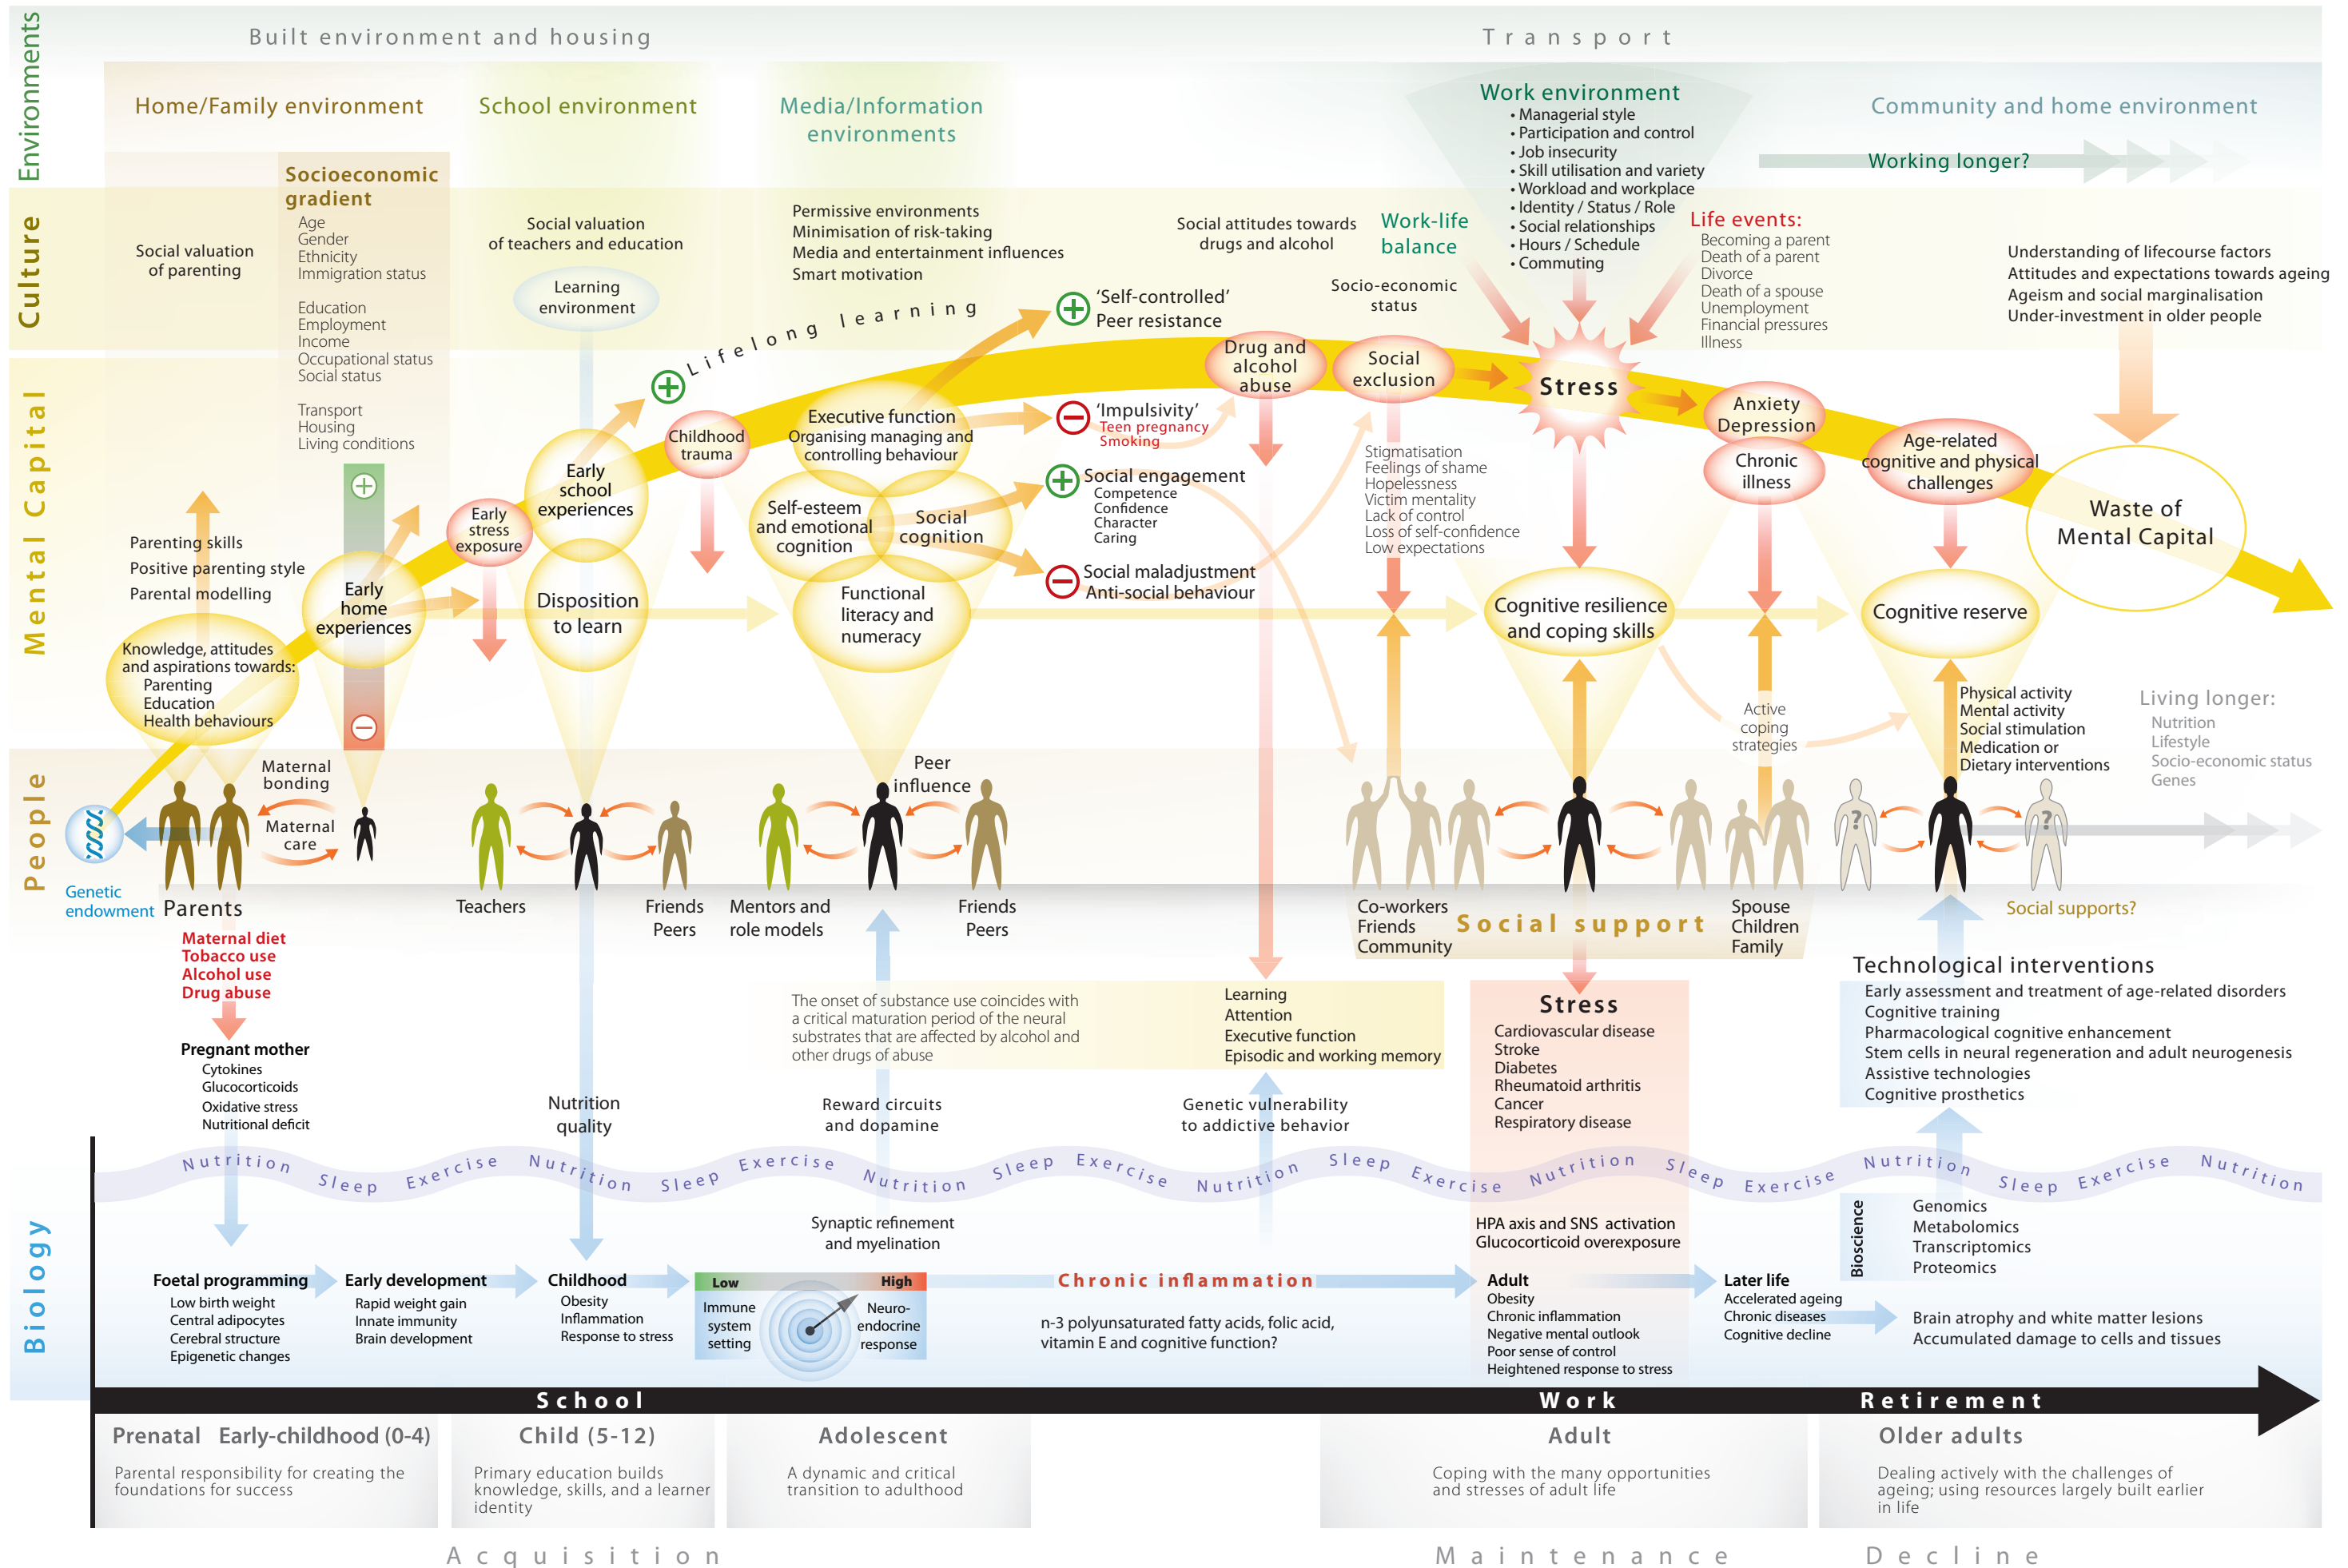 Environments
Built environment and housing
Transport
Home/Family environment
School environment
Media/Information
environments
Work environment
• Managerial style
• Participation and control
• Job insecurity
• Skill utilisation and variety
• Workload and workplace
• Identity / Status / Role
• Social relationships
• Hours / Schedule
• Commuting
Community and home environment
Working longer?
Culture
Social valuation
of parenting
Socioeconomic
gradient
Age
Gender
Ethnicity
Immigration status
Education
Employment
Income
Occupational status
Social status
Transport
Housing
Living conditions
Social valuation
of teachers and education
Learning
environment
Permissive environments
Minimisation of risk-taking
Media and entertainment influences
Smart motivation
Lifelong learning
Social attitudes towards
drugs and alcohol
Work-life
balance
Socio-economic
status
Life events:
Becoming a parent
Death of a parent
Divorce
Death of a spouse
Unemployment
Financial pressures
Illness
Understanding of lifecourse factors
Attitudes and expectations towards ageing
Ageism and social marginalisation
Under-investment in older people
Mental Capital
Parenting skills
Positive parenting style
Parental modelling
Knowledge, attitudes
and aspirations towards:
Parenting
Education
Health behaviours
+
−
Early
home
experiences
Early
stress
exposure
Early
school
experiences
Disposition
to learn
+
Childhood
trauma
Executive function
Organising managing and
controlling behaviour
Self-esteem
and emotional
cognition
Social
cognition
Functional
literacy and
numeracy
+
‘Self-controlled’
Peer resistance
−
‘Impulsivity’
Teen pregnancy
Smoking
+
Social engagement
Competence
Confidence
Character
Caring
−
Social maladjustment
Anti-social behaviour
Drug and
alcohol
abuse
Social
exclusion
Stigmatisation
Feelings of shame
Hopelessness
Victim mentality
Lack of control
Loss of self-confidence
Low expectations
Stress
Cognitive resilience
and coping skills
Anxiety
Depression
Chronic
illness
Active
coping
strategies
Age-related
cognitive and physical
challenges
Cognitive reserve
Waste of
Mental Capital
Physical activity
Mental activity
Social stimulation
Medication or
Dietary interventions
Living longer:
Nutrition
Lifestyle
Socio-economic status
Genes
People
Genetic
endowment
Maternal
bonding
Maternal
care
Parents
Teachers
Friends
Peers
Mentors and
role models
Peer
influence
Friends
Peers
Co-workers
Friends
Community
Social support
Spouse
Children
Family
?
?
Social supports?
Maternal diet
Tobacco use
Alcohol use
Drug abuse
Pregnant mother
Cytokines
Glucocorticoids
Oxidative stress
Nutritional deficit
Nutrition
quality
The onset of substance use coincides with
a critical maturation period of the neural
substrates that are affected by alcohol and
other drugs of abuse
Learning
Attention
Executive function
Episodic and working memory
Reward circuits
and dopamine
Genetic vulnerability
to addictive behavior
Stress
Cardiovascular disease
Stroke
Diabetes
Rheumatoid arthritis
Cancer
Respiratory disease
Technological interventions
Early assessment and treatment of age-related disorders
Cognitive training
Pharmacological cognitive enhancement
Stem cells in neural regeneration and adult neurogenesis
Assistive technologies
Cognitive prosthetics
Nutrition Sleep Exercise Nutrition Sleep Exercise Nutrition Sleep Exercise Nutrition Sleep Exercise Nutrition Sleep Exercise Nutrition Sleep Exercise Nutrition
Biology
Synaptic refinement
and myelination
HPA axis and SNS activation
Glucocorticoid overexposure
Bioscience
Genomics
Metabolomics
Transcriptomics
Proteomics
Foetal programming
Low birth weight
Central adipocytes
Cerebral structure
Epigenetic changes
Early development
Rapid weight gain
Innate immunity
Brain development
Childhood
Obesity
Inflammation
Response to stress
Low
High
Immune
system
setting
Neuro-
endocrine
response
Chronic inflammation
n-3 polyunsaturated fatty acids, folic acid,
vitamin E and cognitive function?
Adult
Obesity
Chronic inflammation
Negative mental outlook
Poor sense of control
Heightened response to stress
Later life
Accelerated ageing
Chronic diseases
Cognitive decline
Brain atrophy and white matter lesions
Accumulated damage to cells and tissues
School
Work
Retirement
Prenatal
Early-childhood (0-4)
Parental responsibility for creating the
foundations for success
Child (5-12)
Primary education builds
knowledge, skills, and a learner
identity
Adolescent
A dynamic and critical
transition to adulthood
Adult
Coping with the many opportunities
and stresses of adult life
Older adults
Dealing actively with the challenges of
ageing; using resources largely built earlier
in life
Acquisition
Maintenance
Decline